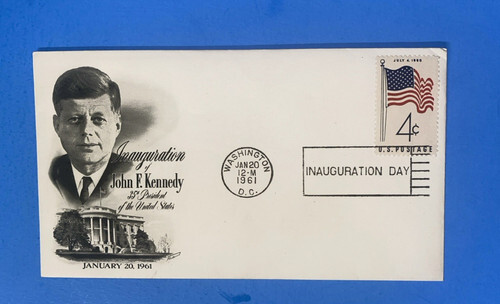 Inauguration
of
John F. Kennedy
35th President
of the United States
JANUARY 20, 1961
WASHINGTON
JAN 20
12-M
1961
D.C.
JULY 4, 1960
4¢
U.S. POSTAGE
INAUGURATION DAY